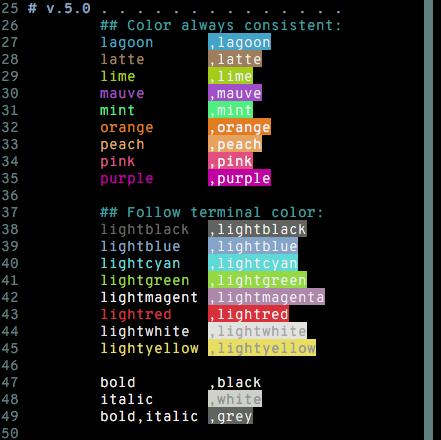 25 # v.5.0 . . . . . . . . . . . . . .
26 ## Color always consistent:
27 lagoon ,lagoon
28 latte ,latte
29 lime ,lime
30 mauve ,mauve
31 mint ,mint
32 orange ,orange
33 peach ,peach
34 pink ,pink
35 purple ,purple
36
37 ## Follow terminal color:
38 lightblack ,lightblack
39 lightblue ,lightblue
40 lightcyan ,lightcyan
41 lightgreen ,lightgreen
42 lightmagent ,lightmagenta
43 lightred ,lightred
44 lightwhite ,lightwhite
45 lightyellow ,lightyellow
46
47 bold ,black
48 italic ,white
49 bold,italic ,grey
50